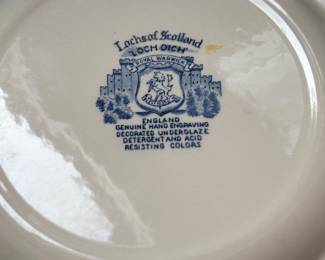 Lochs of Scotland
"LOCH OICH"
ROYAL WARWICK
ENGLAND
GENUINE HAND ENGRAVING
DECORATED UNDERGLAZE
DETERGENT AND ACID
RESISTING COLORS